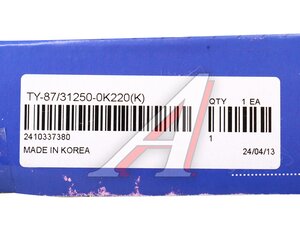 TY-87/31250-0K220(K)
QTY 1 EA
2410337380
1
MADE IN KOREA
24/04/13